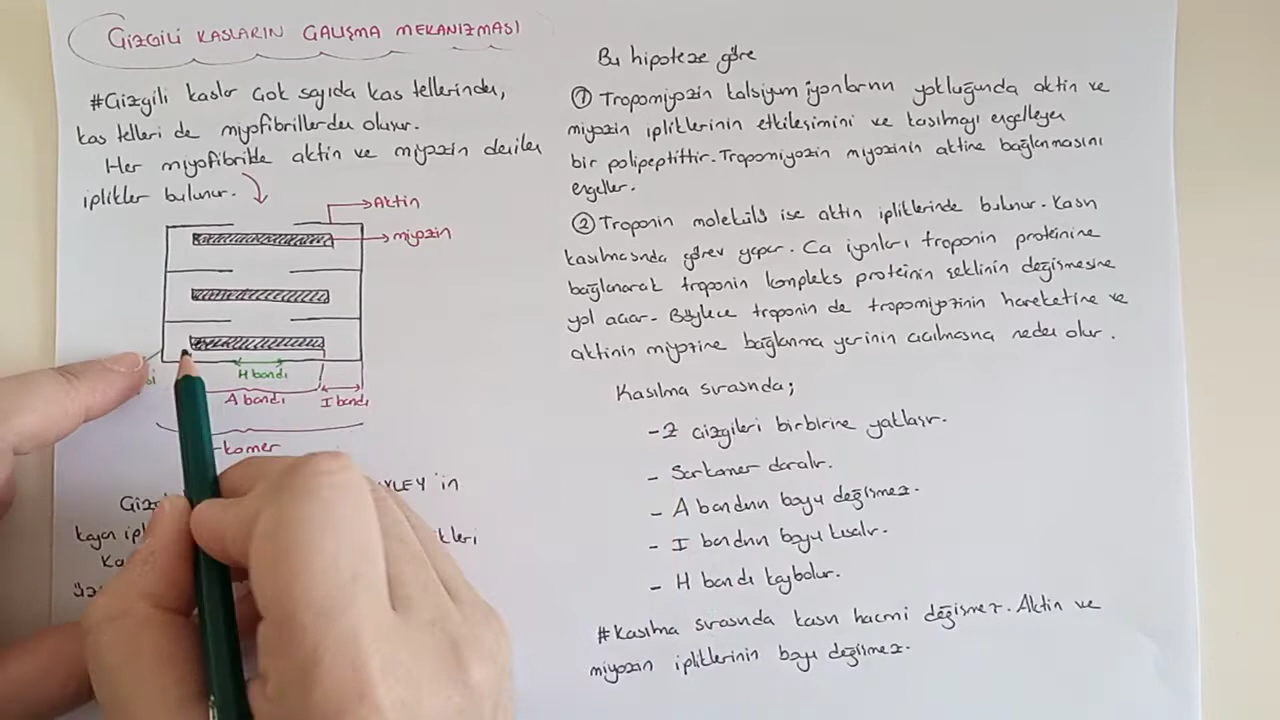 ÇİZGİLİ KASLARIN ÇALIŞMA MEKANİZMASI
#Çizgili kaslar çok sayıda kas tellerinden,
kas telleri de miyofibrillerden oluşur.
Her miyofibrilde aktin ve miyozin denilen
iplikler bulunur.
Aktin
miyozin
H bandı
A bandı
I bandı
komer
YLEY'in
kayan
ikleri
Bu hipoteze göre
① Tropomiyozin kalsiyum iyonlarının yokluğunda aktin ve
miyozin ipliklerinin etkileşimini ve kasılmayı engelleyen
bir polipeptittir. Tropomiyozin miyozinin aktine bağlanmasını
engeller.
② Troponin molekülü ise aktin ipliklerinde bulunur. Kasın
kasılmasında görev yapar. Ca iyonları troponin proteinine
bağlanarak troponin kompleks proteinin şeklinin değişmesine
yol açar. Böylece troponin de tropomiyozinin hareketine ve
aktinin miyozine bağlanma yerinin açılmasına neden olur.
Kasılma sırasında;
- Z çizgileri birbirine yaklaşır.
- Sarkomer daralır.
- A bandının boyu değişmez.
- I bandının boyu kısalır.
- H bandı kaybolur.
#Kasılma sırasında kasın hacmi değişmez. Aktin ve
miyozin ipliklerinin boyu değişmez.